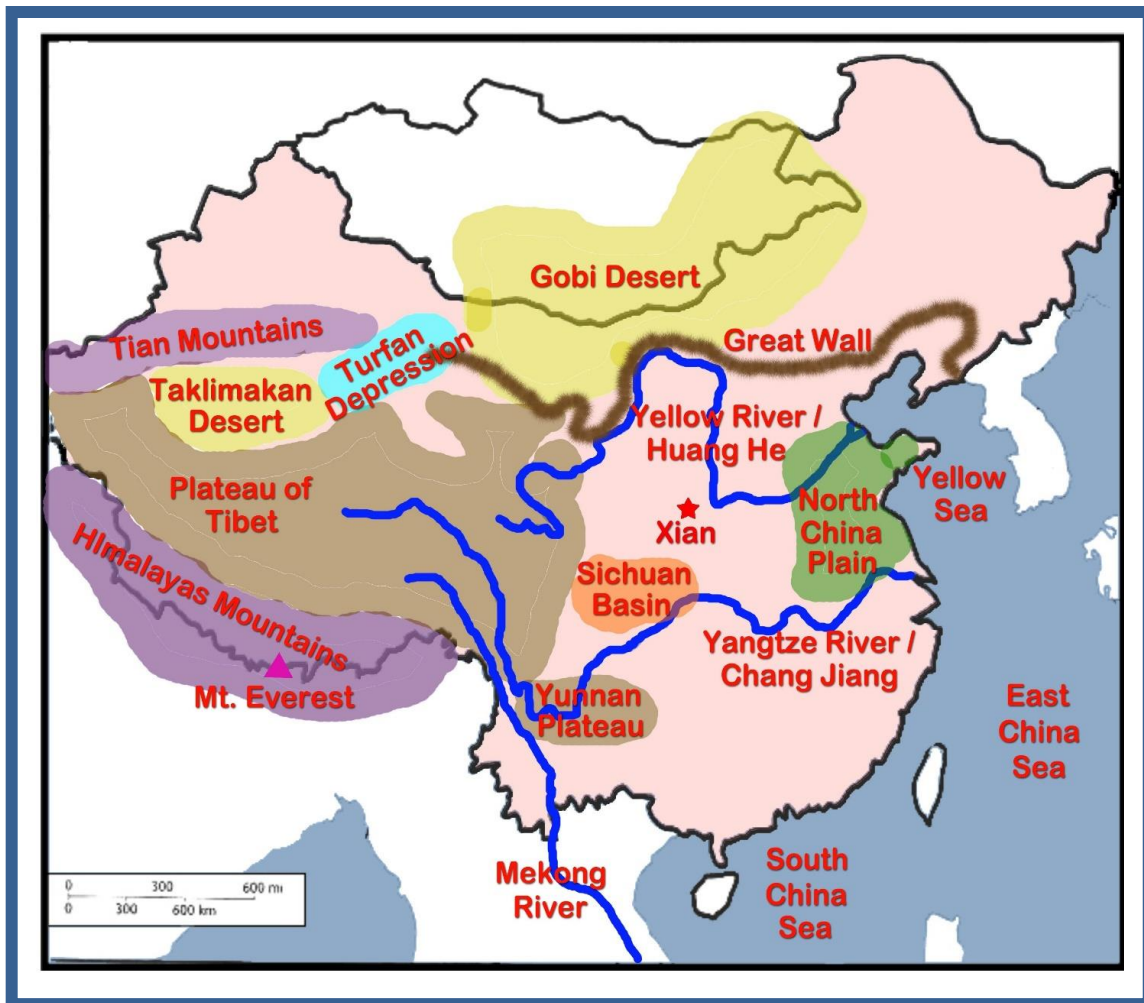 Gobi Desert
Tian Mountains
Turfan
Depression
Great Wall
Taklimakan
Desert
Yellow River /
Huang He
Plateau of
Tibet
Yellow
Sea
North
China
Plain
Xian
HImalayas Mountains
Sichuan
Basin
Yangtze River /
Chang Jiang
Mt. Everest
Yunnan
Plateau
East
China
Sea
Mekong
River
South
China
Sea
0 300 600 mi
0 300 600 km